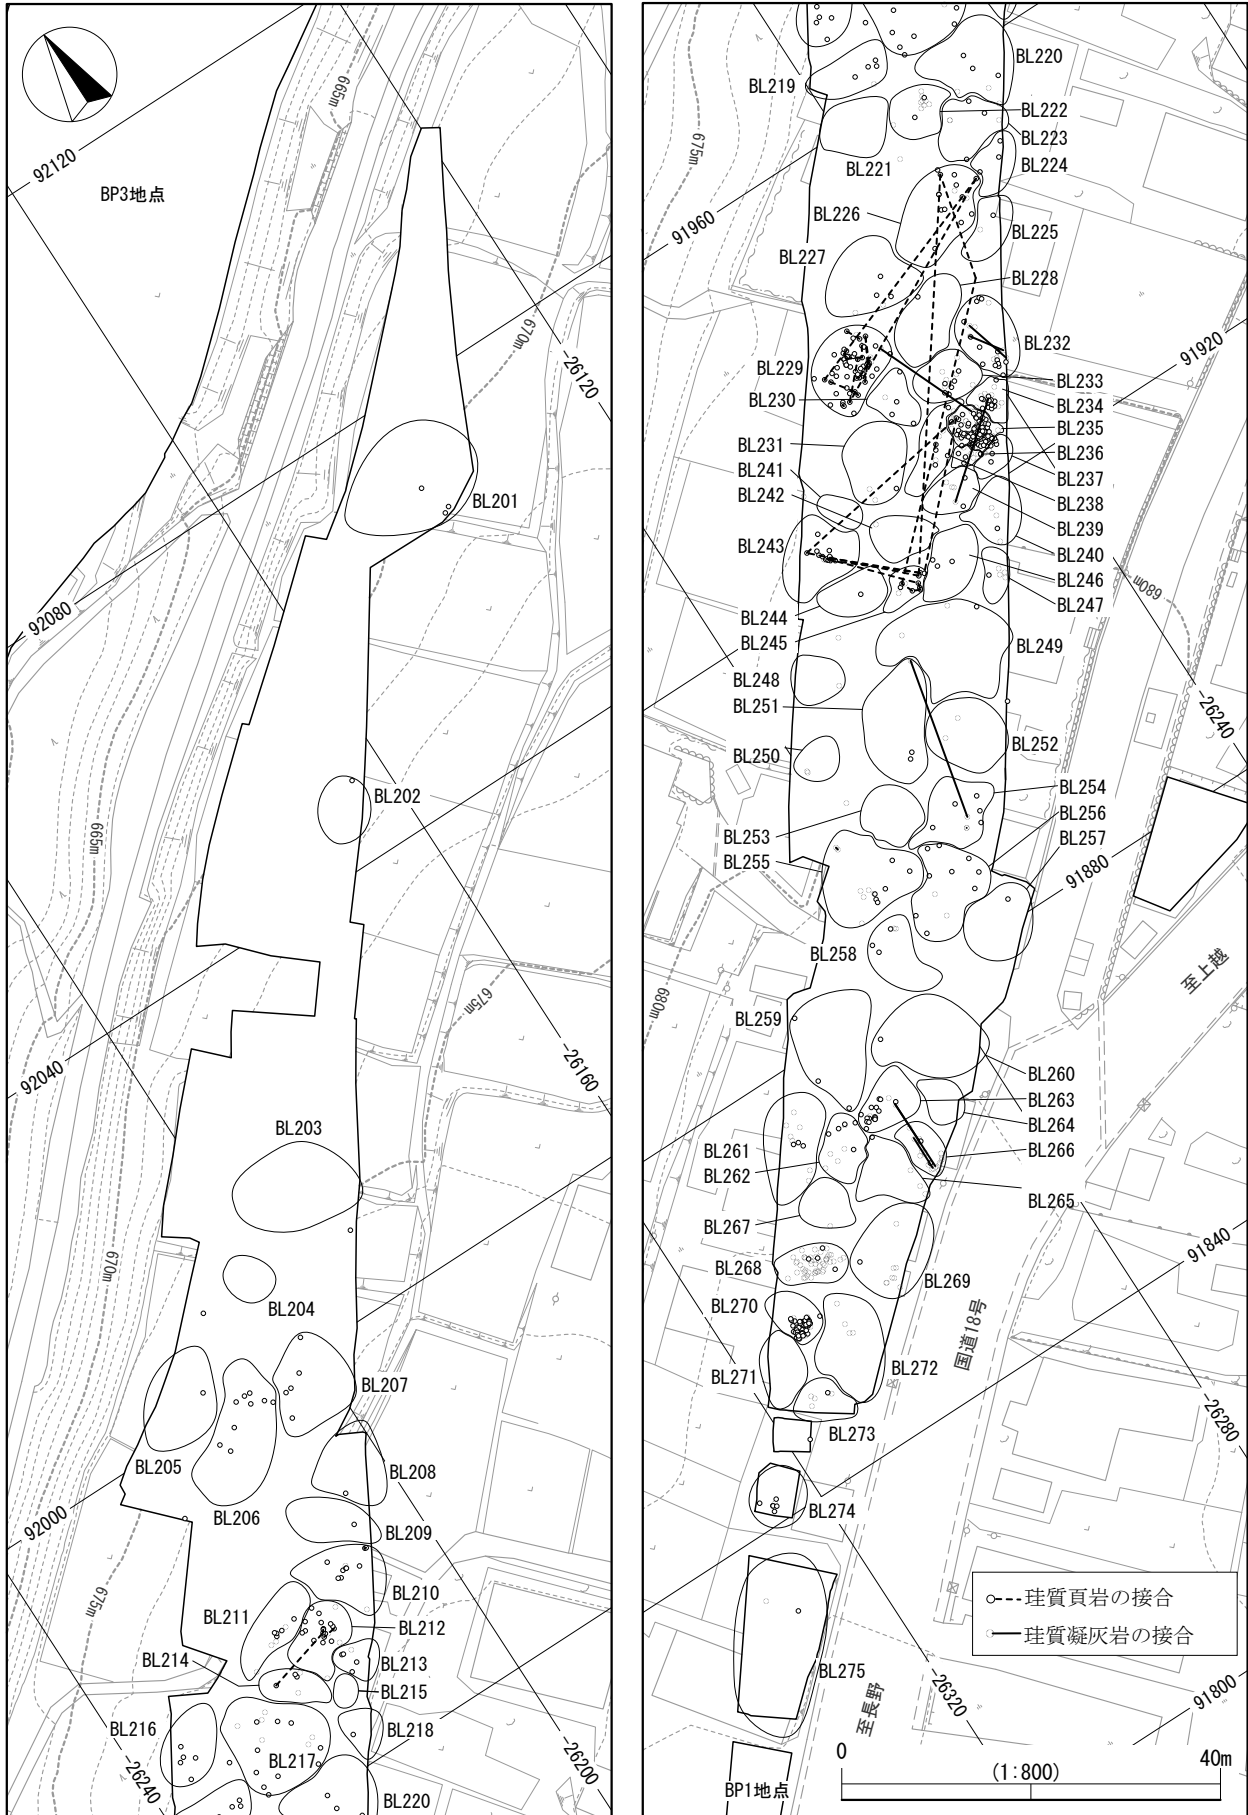 665m
92120
BP3地点
670m
-26120
BL201
92080
BL202
665m
675m
-26160
92040
BL203
670m
BL204
BL207
BL205
BL208
BL206
92000
BL209
675m
BL210
BL211
BL212
BL214
BL213
BL215
BL216
BL218
BL217
-26240
-26200
BL220
BL220
BL219
BL222
BL223
675m
BL224
BL221
BL226
91960
BL225
BL227
BL228
91920
BL232
BL229
BL233
BL230
BL234
BL235
BL231
BL236
BL241
BL237
BL242
BL238
BL239
BL243
BL240
BL246
680m
BL247
BL244
BL245
BL249
BL248
BL251
-26240
BL250
BL252
BL254
BL256
BL253
BL257
BL255
91880
BL258
至上越
680m
BL259
BL260
BL263
BL264
BL261
BL266
BL262
BL265
BL267
91840
BL268
BL269
BL270
国道18号
BL271
BL272
-26280
BL273
BL274
珪質頁岩の接合
珪質凝灰岩の接合
BL275
-26320
91800
至長野
0
40m
(1:800)
BP1地点